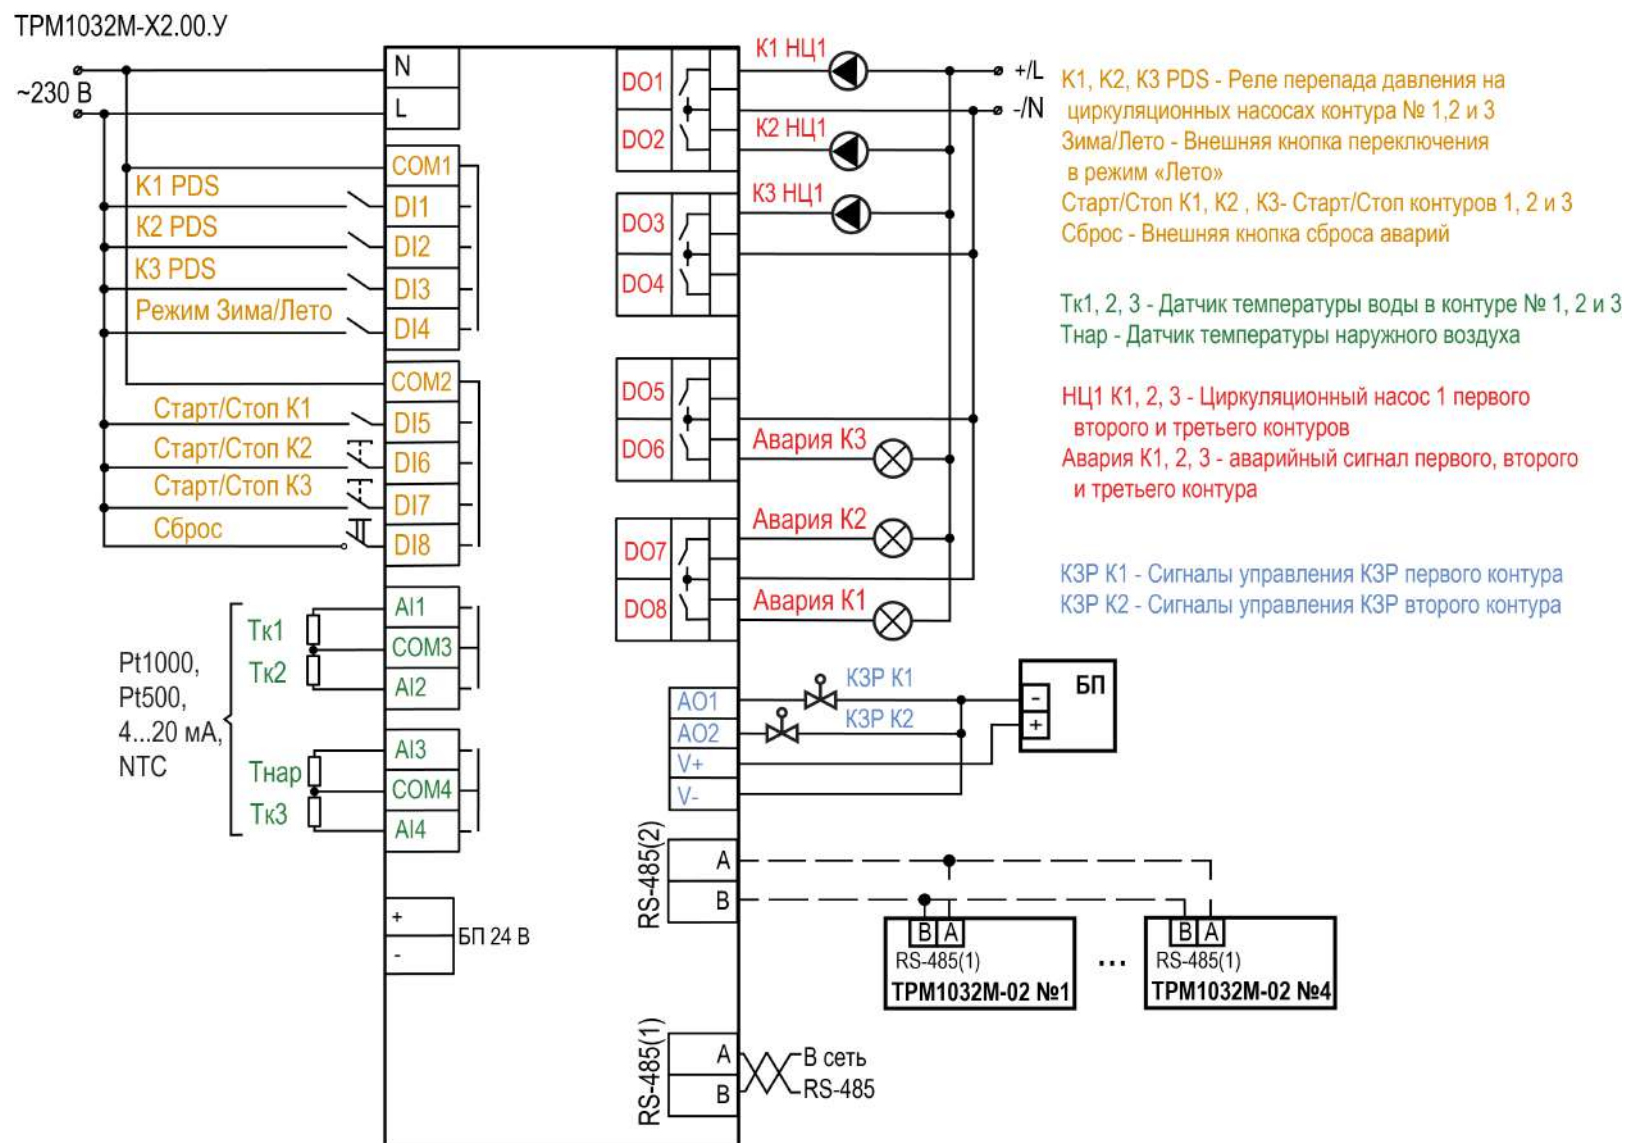 ТРМ1032М-Х2.00.У
~230 В
N
L
COM1
K1 PDS
DI1
K2 PDS
DI2
K3 PDS
DI3
Режим Зима/Лето
DI4
COM2
Старт/Стоп К1
DI5
Старт/Стоп К2
DI6
Старт/Стоп К3
DI7
Сброс
DI8
Pt1000,
Pt500,
4...20 мА,
NTC
Тк1
Тк2
Тнар
Тк3
AI1
COM3
AI2
AI3
COM4
AI4
+
-
БП 24 В
DO1
DO2
DO3
DO4
DO5
DO6
DO7
DO8
К1 НЦ1
К2 НЦ1
К3 НЦ1
+/L
-/N
Авария К3
Авария К2
Авария К1
AO1
AO2
V+
V-
КЗР К1
КЗР К2
-
+
БП
RS-485(2)
A
B
B A
RS-485(1)
ТРМ1032М-02 №1
...
B A
RS-485(1)
ТРМ1032М-02 №4
RS-485(1)
A
B
В сеть
RS-485
K1, K2, K3 PDS - Реле перепада давления на
циркуляционных насосах контура № 1,2 и 3
Зима/Лето - Внешняя кнопка переключения
в режим «Лето»
Старт/Стоп К1, К2 , К3- Старт/Стоп контуров 1, 2 и 3
Сброс - Внешняя кнопка сброса аварий
Тк1, 2, 3 - Датчик температуры воды в контуре № 1, 2 и 3
Тнар - Датчик температуры наружного воздуха
НЦ1 К1, 2, 3 - Циркуляционный насос 1 первого
второго и третьего контуров
Авария К1, 2, 3 - аварийный сигнал первого, второго
и третьего контура
КЗР К1 - Сигналы управления КЗР первого контура
КЗР К2 - Сигналы управления КЗР второго контура